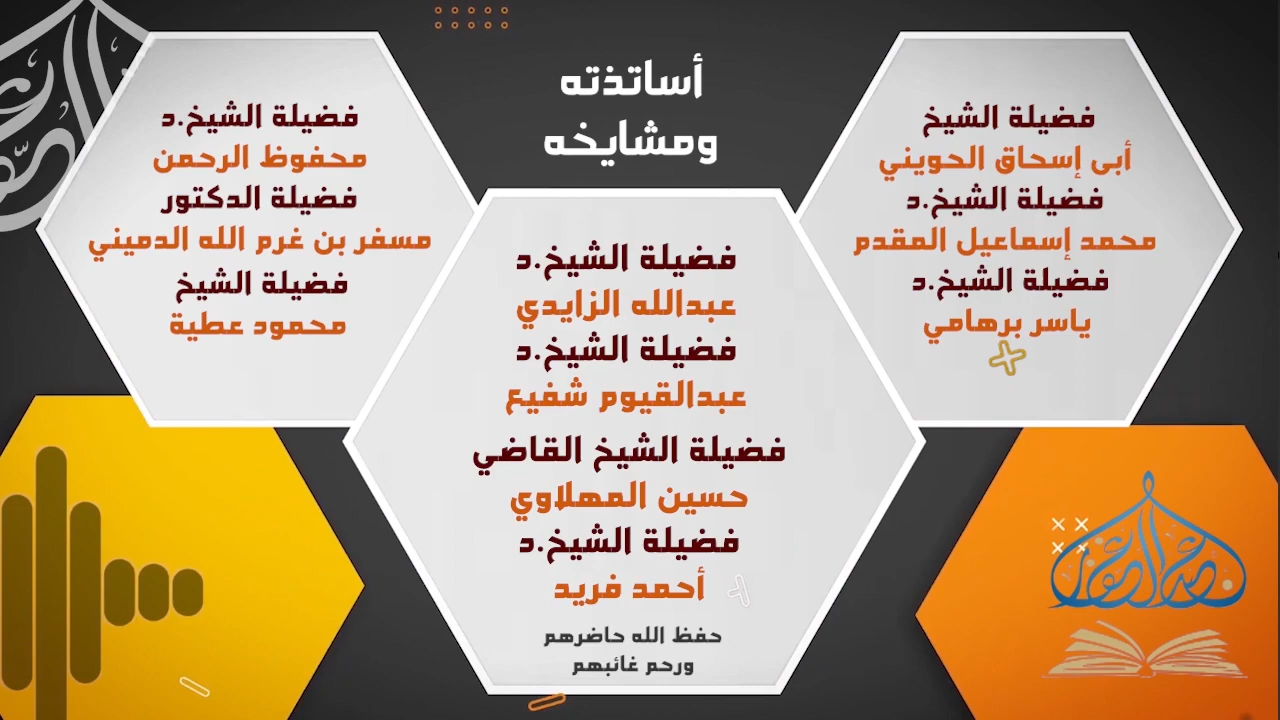 أساتذته
ومشايخه
فضيلة الشيخ
أبى إسحاق الحويني
فضيلة الشيخ.د
محمد إسماعيل المقدم
فضيلة الشيخ.د
ياسر برهامي
فضيلة الشيخ.د
عبدالله الزايدي
فضيلة الشيخ.د
عبدالقيوم شفيع
فضيلة الشيخ القاضي
حسين المهلاوي
فضيلة الشيخ.د
أحمد فريد
حفظ الله حاضرهم
ورحم غائبهم
فضيلة الشيخ.د
محفوظ الرحمن
فضيلة الدكتور
مسفر بن غرم الله الدميني
فضيلة الشيخ
محمود عطية